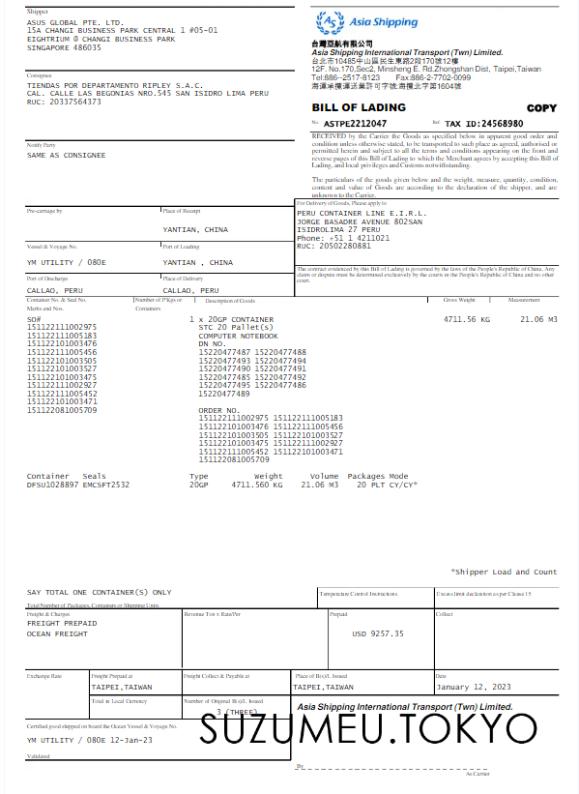 Shipper
ASUS GLOBAL PTE. LTD.
15A CHANGI BUSINESS PARK CENTRAL 1 #05-01
EIGHTRIUM @ CHANGI BUSINESS PARK
SINGAPORE 486035
Asia Shipping
台灣亞航有限公司
Asia Shipping International Transport (Twn) Limited.
台北市10485中山區民生東路2段170號12樓
12F. No.170,Sec2, Minsheng E. Rd.Zhongshan Dist, Taipei,Taiwan
Tel:886--2517-8123 Fax:886-2-7702-0099
海運承攬運送業許可字號:海攬北字第1604號
Consignee
TIENDAS POR DEPARTAMENTO RIPLEY S.A.C.
CAL. CALLE LAS BEGONIAS NRO.545 SAN ISIDRO LIMA PERU
RUC: 20337564373
BILL OF LADING COPY
No. ASTPE2212047 Ref. TAX ID:24568980
Notify Party
SAME AS CONSIGNEE
RECEIVED by the Carrier the Goods as specified below in apparent good order and
condition unless otherwise stated, to be transported to such place as agreed, authorised or
permitted herein and subject to all the terms and conditions appearing on the front and
reverse pages of this Bill of Lading to which the Merchant agrees by accepting this Bill of
Lading, and local privileges and Customs notwithstanding.
The particulars of the goods given below and the weight, measure, quantity, condition,
content and value of Goods are according to the declaration of the shipper, and are
unknown to the Carrier.
For Delivery of Goods, Please apply to
PERU CONTAINER LINE E.I.R.L.
JORGE BASADRE AVENUE 802SAN
ISIDROLIMA 27 PERU
Phone: +51 1 4211021
RUC: 20502280881
Pre-carriage by
Place of Receipt
YANTIAN, CHINA
Vessel & Voyage No.
YM UTILITY / 080E
Port of Loading
YANTIAN , CHINA
Port of Discharge
CALLAO, PERU
Place of Delivery
CALLAO, PERU
The contract evidenced by this Bill of Lading is governed by the laws of the People's Republic of China. Any
claim or dispute must be determined exclusively by the courts in the People's Republic of China and no other
court.
Container No. & Seal No.
Marks and Nos.
Number of P'Kgs or
Containers
Description of Goods
Gross Weight
Measurement
SO#
151122111002975
151122111005183
151122101003476
151122111005456
151122101003505
151122101003527
151122101003475
151122111002927
151122111005452
151122101003471
151122081005709
1 x 20GP CONTAINER 4711.56 KG 21.06 M3
STC 20 Pallet(s)
COMPUTER NOTEBOOK
DN NO.
15220477487 15220477488
15220477493 15220477494
15220477490 15220477491
15220477485 15220477492
15220477495 15220477486
15220477489
ORDER NO.
151122111002975 151122111005183
151122101003476 151122111005456
151122101003505 151122101003527
151122101003475 151122111002927
151122111005452 151122101003471
151122081005709
Container Seals Type Weight Volume Packages Mode
DFSU1028897 EMCSFT2532 20GP 4711.560 KG 21.06 M3 20 PLT CY/CY*
*Shipper Load and Count
SAY TOTAL ONE CONTAINER(S) ONLY
Total Number of Packages, Containers or Shipping Units
Temperature Control Instructions
Excess limit declaration as per Clause 15
Freight & Charges
FREIGHT PREPAID
OCEAN FREIGHT
Revenue Ton x Rate/Per
Prepaid
USD 9257.35
Collect
Exchange Rate
Freight Prepaid at
TAIPEI,TAIWAN
Freight Collect & Payable at
Place of Bo/L Issued
TAIPEI,TAIWAN
Date
January 12, 2023
Total in Local Currency
Number of Original Bo/L Issued
3 (THREE)
Asia Shipping International Transport (Twn) Limited.
SUZUMEU.TOKYO
Certified good shipped on board the Ocean Vessel & Voyage No.
YM UTILITY / 080E 12-Jan-23
Validated
By
As Carrier